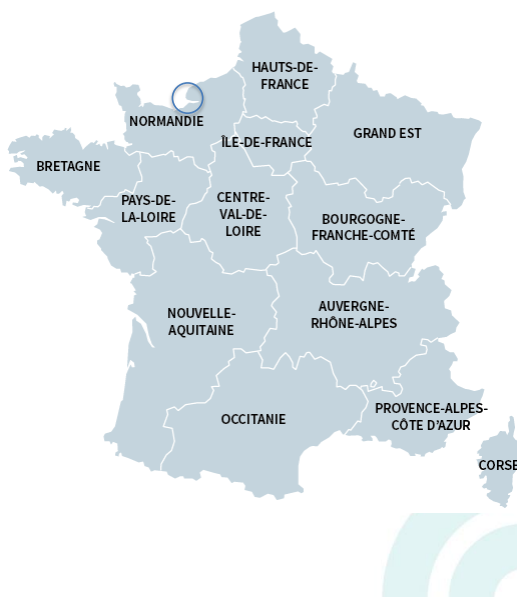 HAUTS-DE-
FRANCE
NORMANDIE
ÎLE-DE-FRANCE
GRAND EST
BRETAGNE
PAYS-DE-
LA-LOIRE
CENTRE-
VAL-DE-
LOIRE
BOURGOGNE-
FRANCHE-COMTÉ
NOUVELLE-
AQUITAINE
AUVERGNE-
RHÔNE-ALPES
OCCITANIE
PROVENCE-ALPES-
CÔTE D’AZUR
CORSE